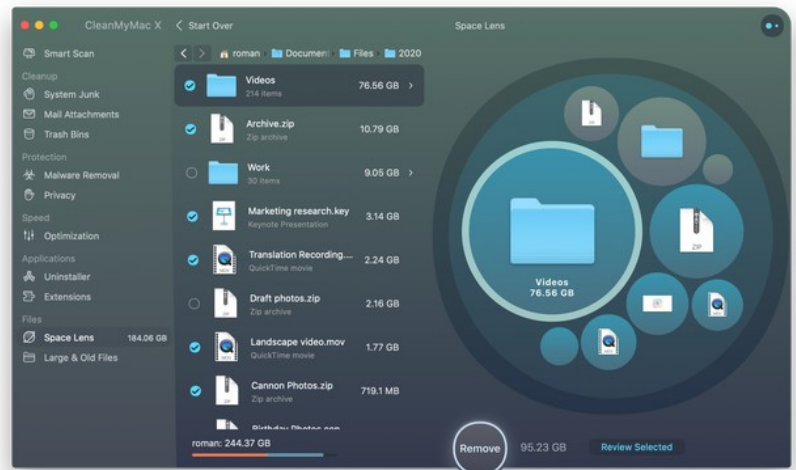 CleanMyMac X
Start Over
Space Lens
Smart Scan
Cleanup
System Junk
Mail Attachments
Trash Bins
Protection
Malware Removal
Privacy
Speed
Optimization
Applications
Uninstaller
Extensions
Files
Space Lens 184.06 GB
Large & Old Files
roman Documen Files 2020
Videos
214 items
76.56 GB
Archive.zip
Zip archive
10.79 GB
Work
30 items
9.05 GB
Marketing research.key
Keynote Presentation
3.14 GB
Translation Recording....
QuickTime movie
2.24 GB
Draft photos.zip
Zip archive
2.16 GB
Landscape video.mov
QuickTime movie
1.77 GB
Cannon Photos.zip
Zip archive
719.1 MB
roman: 244.37 GB
ZIP
Videos
76.56 GB
Remove
95.23 GB
Review Selected